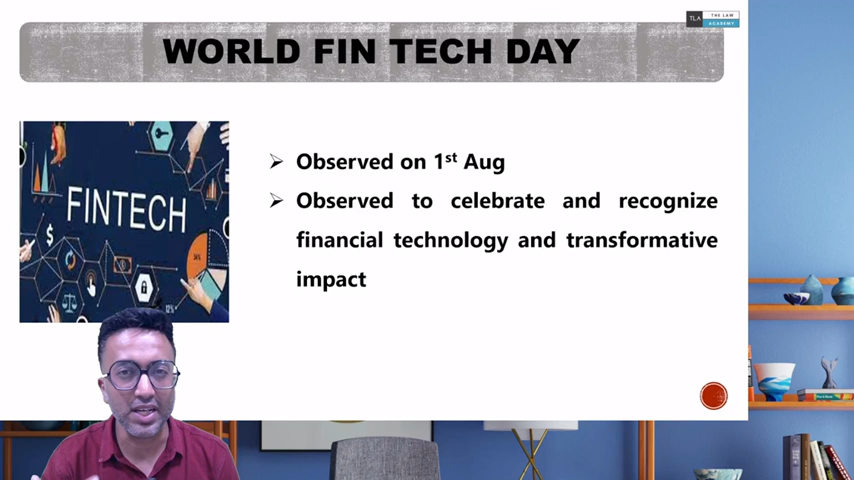 TLA THE LAW
ACADEMY
WORLD FIN TECH DAY
FINTECH
➢ Observed on 1st Aug
➢ Observed to celebrate and recognize
financial technology and transformative
impact